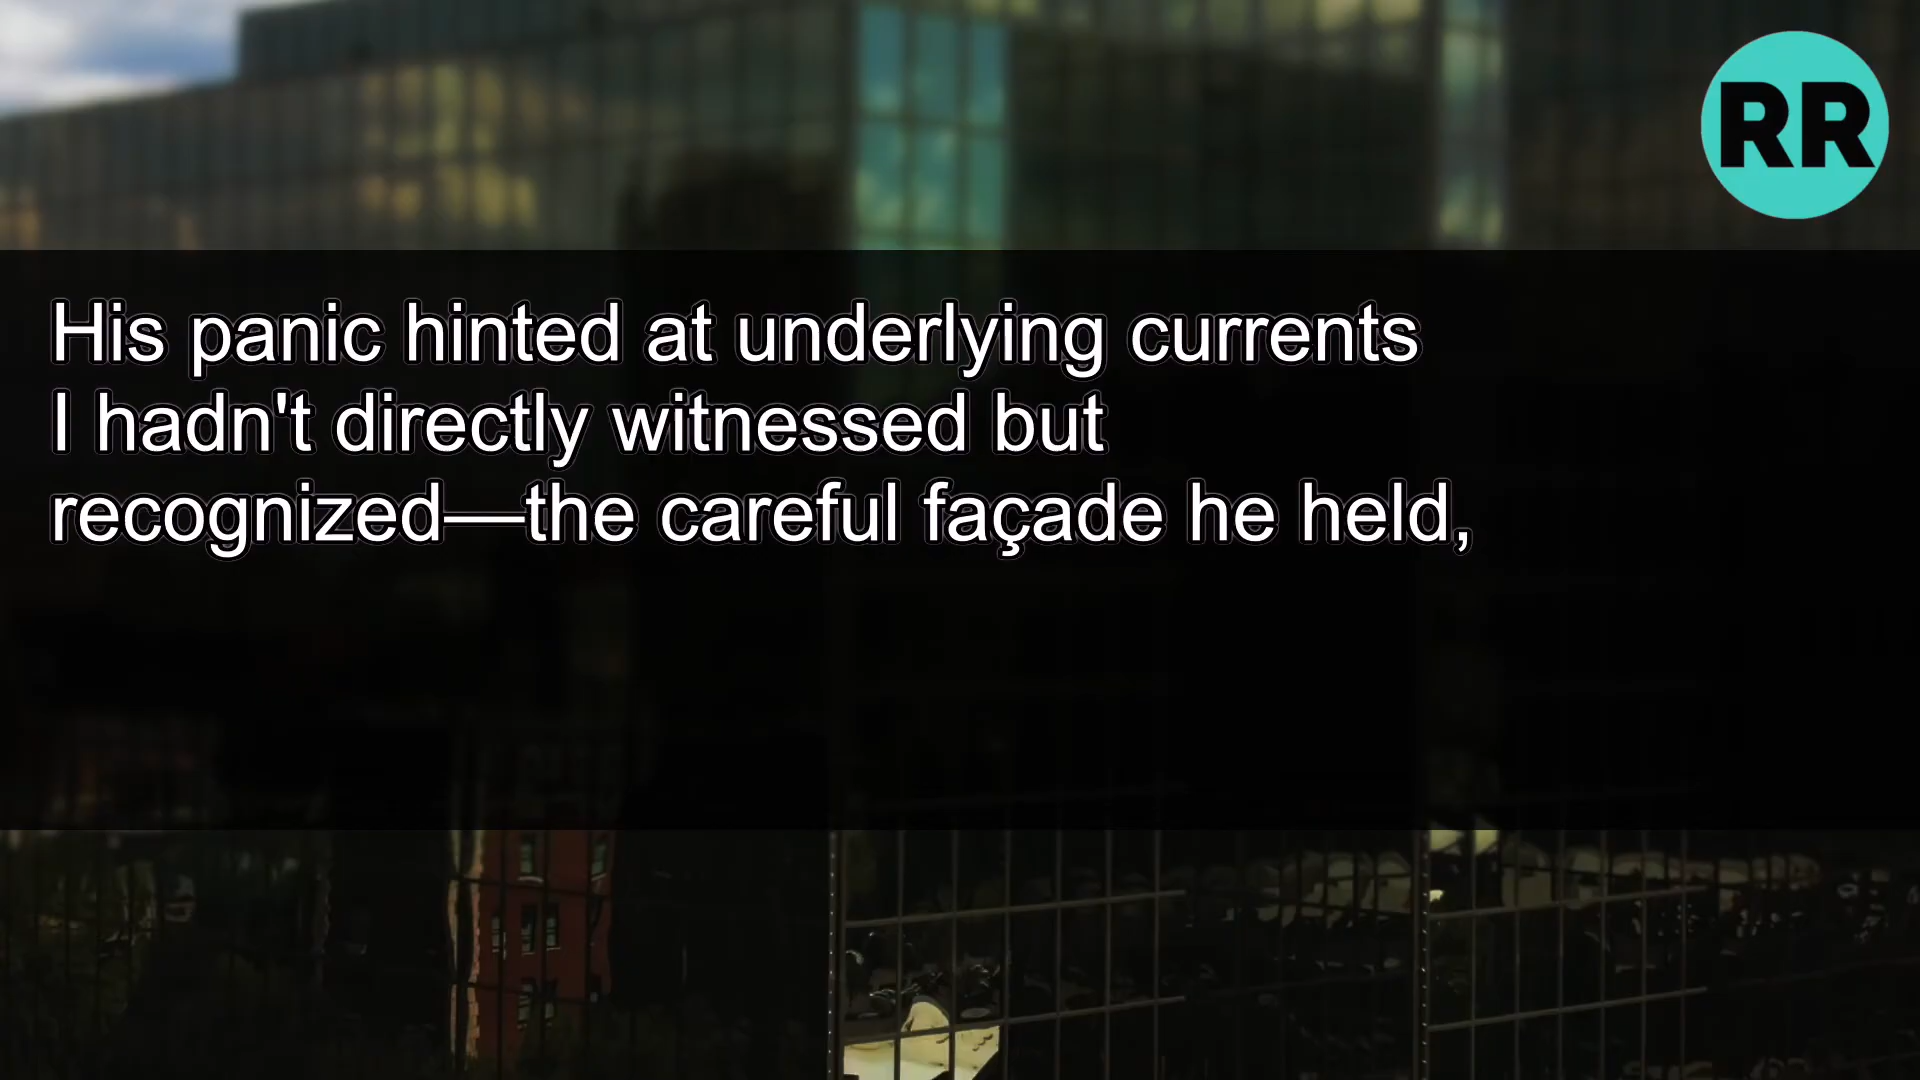 RR
His panic hinted at underlying currents
I hadn't directly witnessed but
recognized—the careful façade he held,